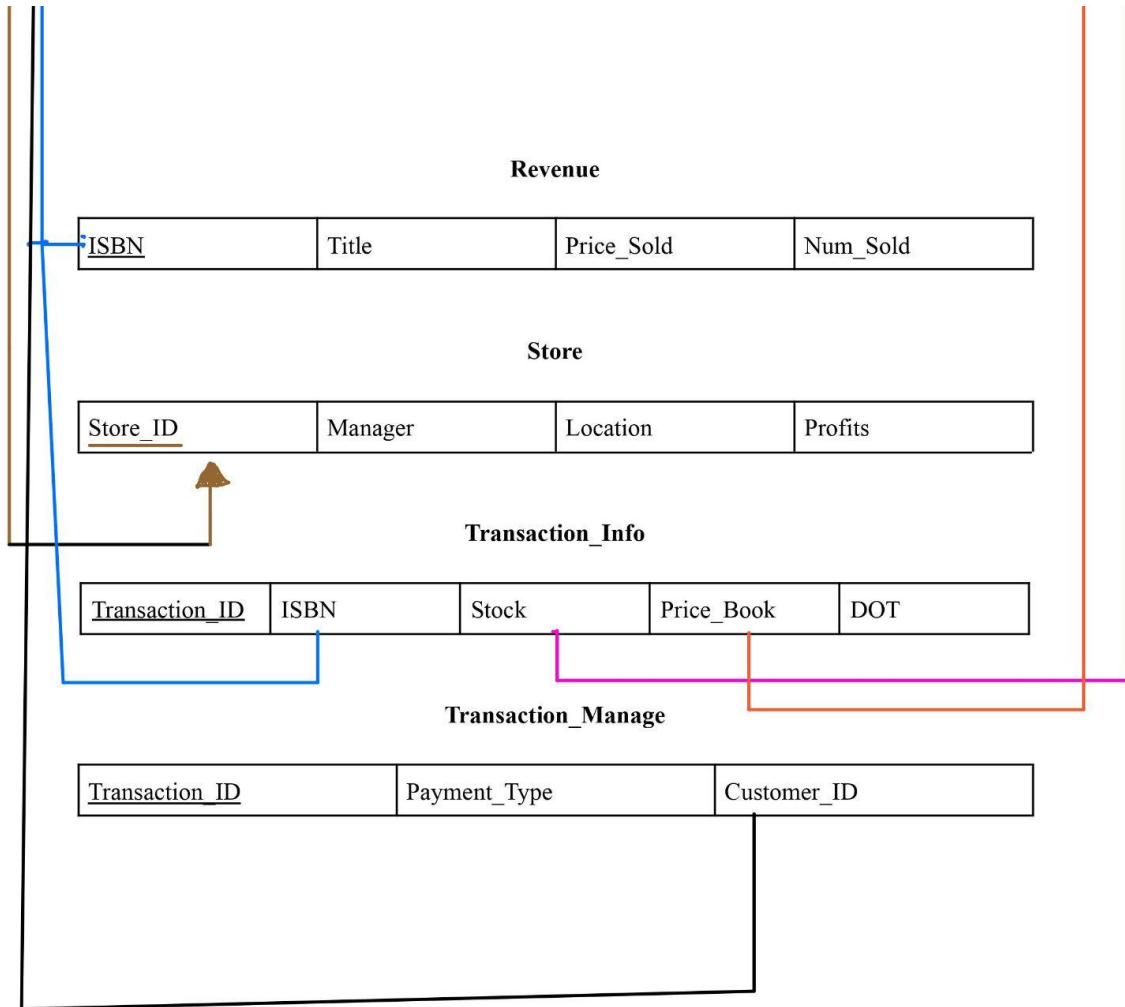 Revenue
ISBN Title Price_Sold Num_Sold
Store
Store_ID Manager Location Profits
Transaction_Info
Transaction_ID ISBN Stock Price_Book DOT
Transaction_Manage
Transaction_ID Payment_Type Customer_ID